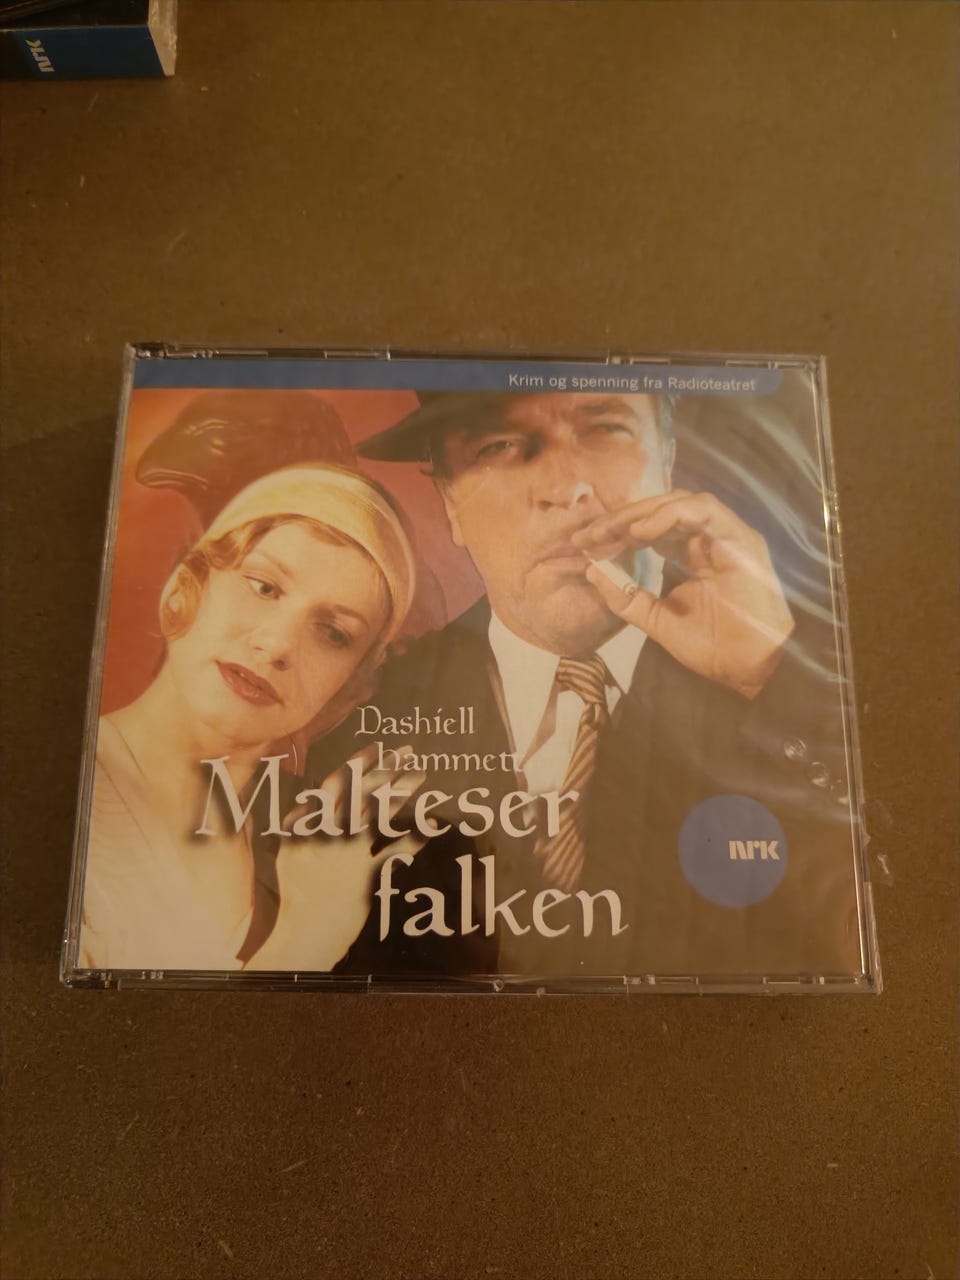 nrk
Krim og spenning fra Radioteatret
Dashiell
hammett
Malteser
falken
nrk